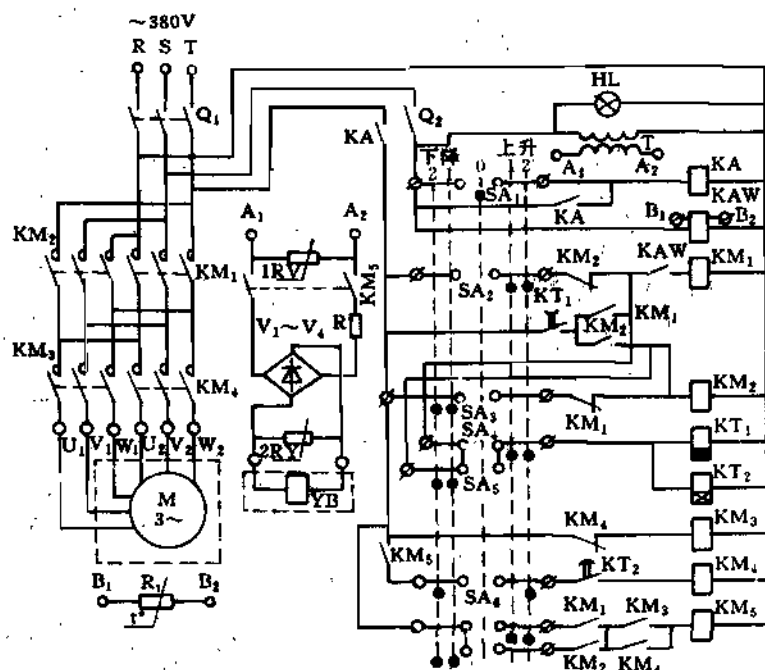 ~380V
R S T
Q₁
KM₂
KM₁
KM₃
KM₄
U₁ V₁ W₁ U₂ V₂ W₂
M
3~
B₁ R₁ B₂
t°
A₁ A₂
1RV
KM₅
R
V₁~V₄
2RV
YB
KA
Q₂
HL
T
A₁ A₂
下降 0 上升
2 1 1 2
SA₁
KA
KA
KAW
B₁ B₂
SA₂
KM₂
KAW
KM₁
KT₁
KM₁
KM₂
SA₃
KM₁
KM₂
SA₅
KT₁
KT₂
KM₄
KM₃
KM₅
KT₂
KM₄
SA₄
KM₁ KM₃
KM₅
KM₂ KM₄